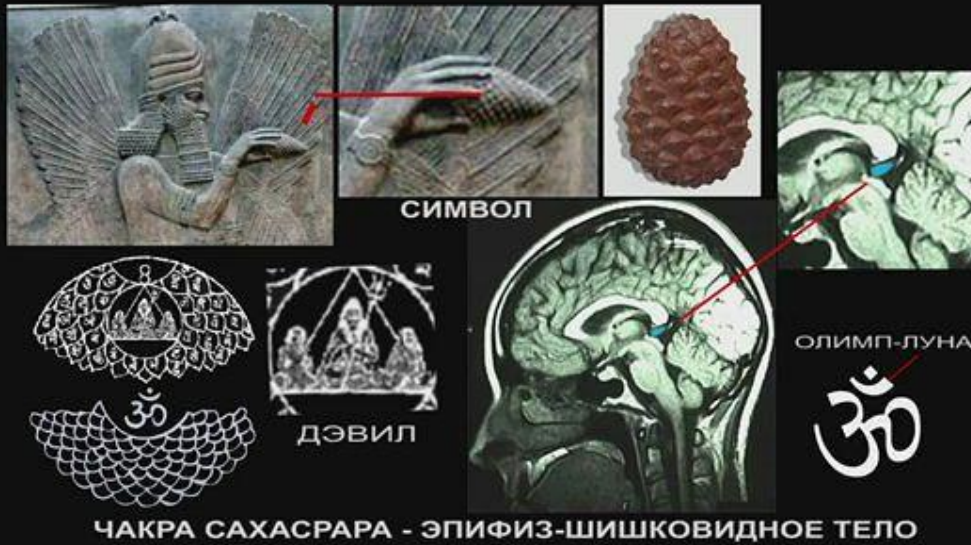 СИМВОЛ
ОЛИМП-ЛУНА
ॐ
ॐ
ДЭВИЛ
ЧАКРА САХАСРАРА - ЭПИФИЗ-ШИШКОВИДНОЕ ТЕЛО